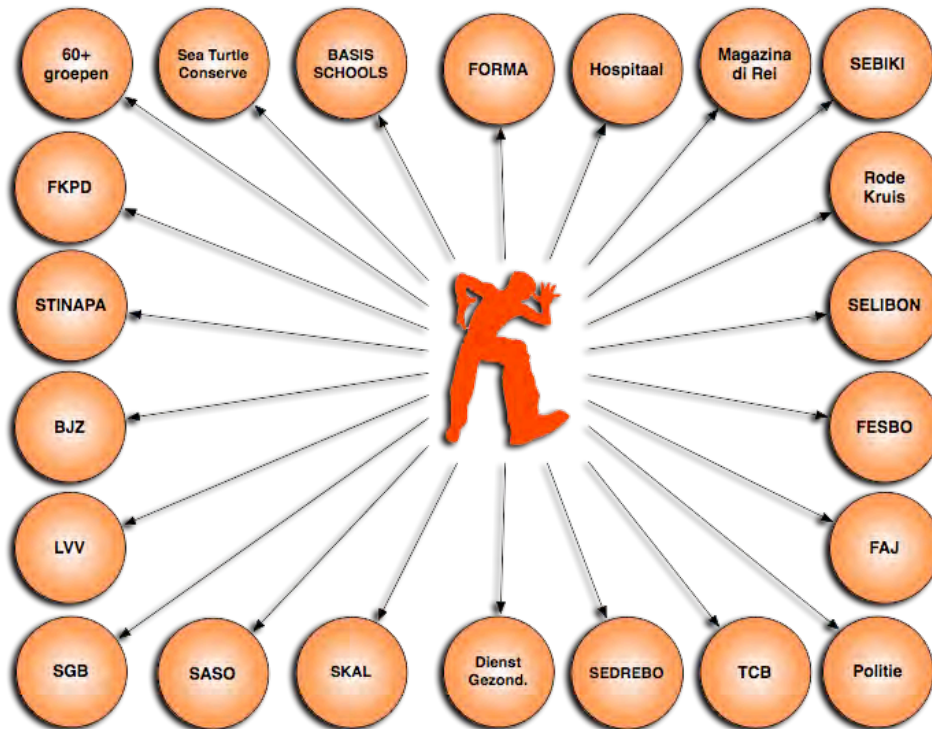 60+
groepen
Sea Turtle
Conserve
BASIS
SCHOOLS
FORMA
Hospitaal
Magazina
di Rei
SEBIKI
FKPD
Rode
Kruis
STINAPA
SELIBON
BJZ
FESBO
LVV
FAJ
SGB
SASO
SKAL
Dienst
Gezond.
SEDREBO
TCB
Politie